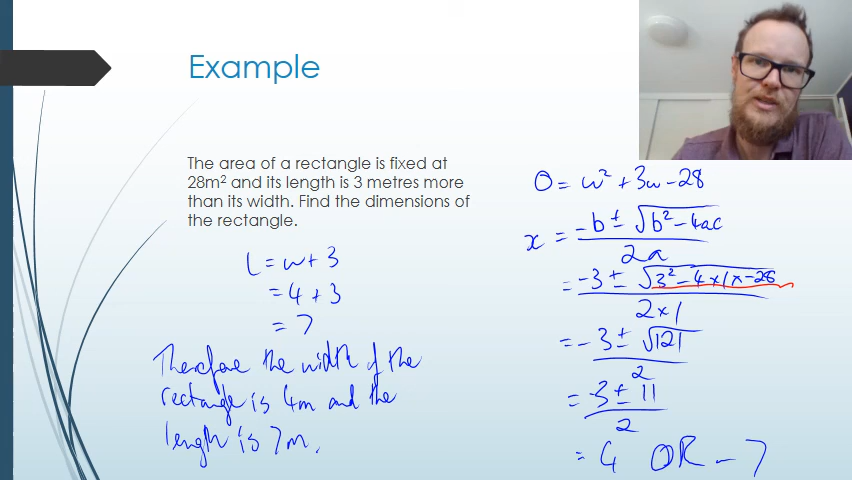 Example
The area of a rectangle is fixed at
28m² and its length is 3 metres more
than its width. Find the dimensions of
the rectangle.
L = w + 3
= 4 + 3
= 7
Therefore the width of the
rectangle is 4m and the
length is 7m.
0 = w² + 3w - 28
x = (-b ± √(b² - 4ac)) / 2a
= (-3 ± √(3² - 4 × 1 × -28)) / 2 × 1
= (-3 ± √121) / 2
= (-3 ± 11) / 2
= 4 OR - 7